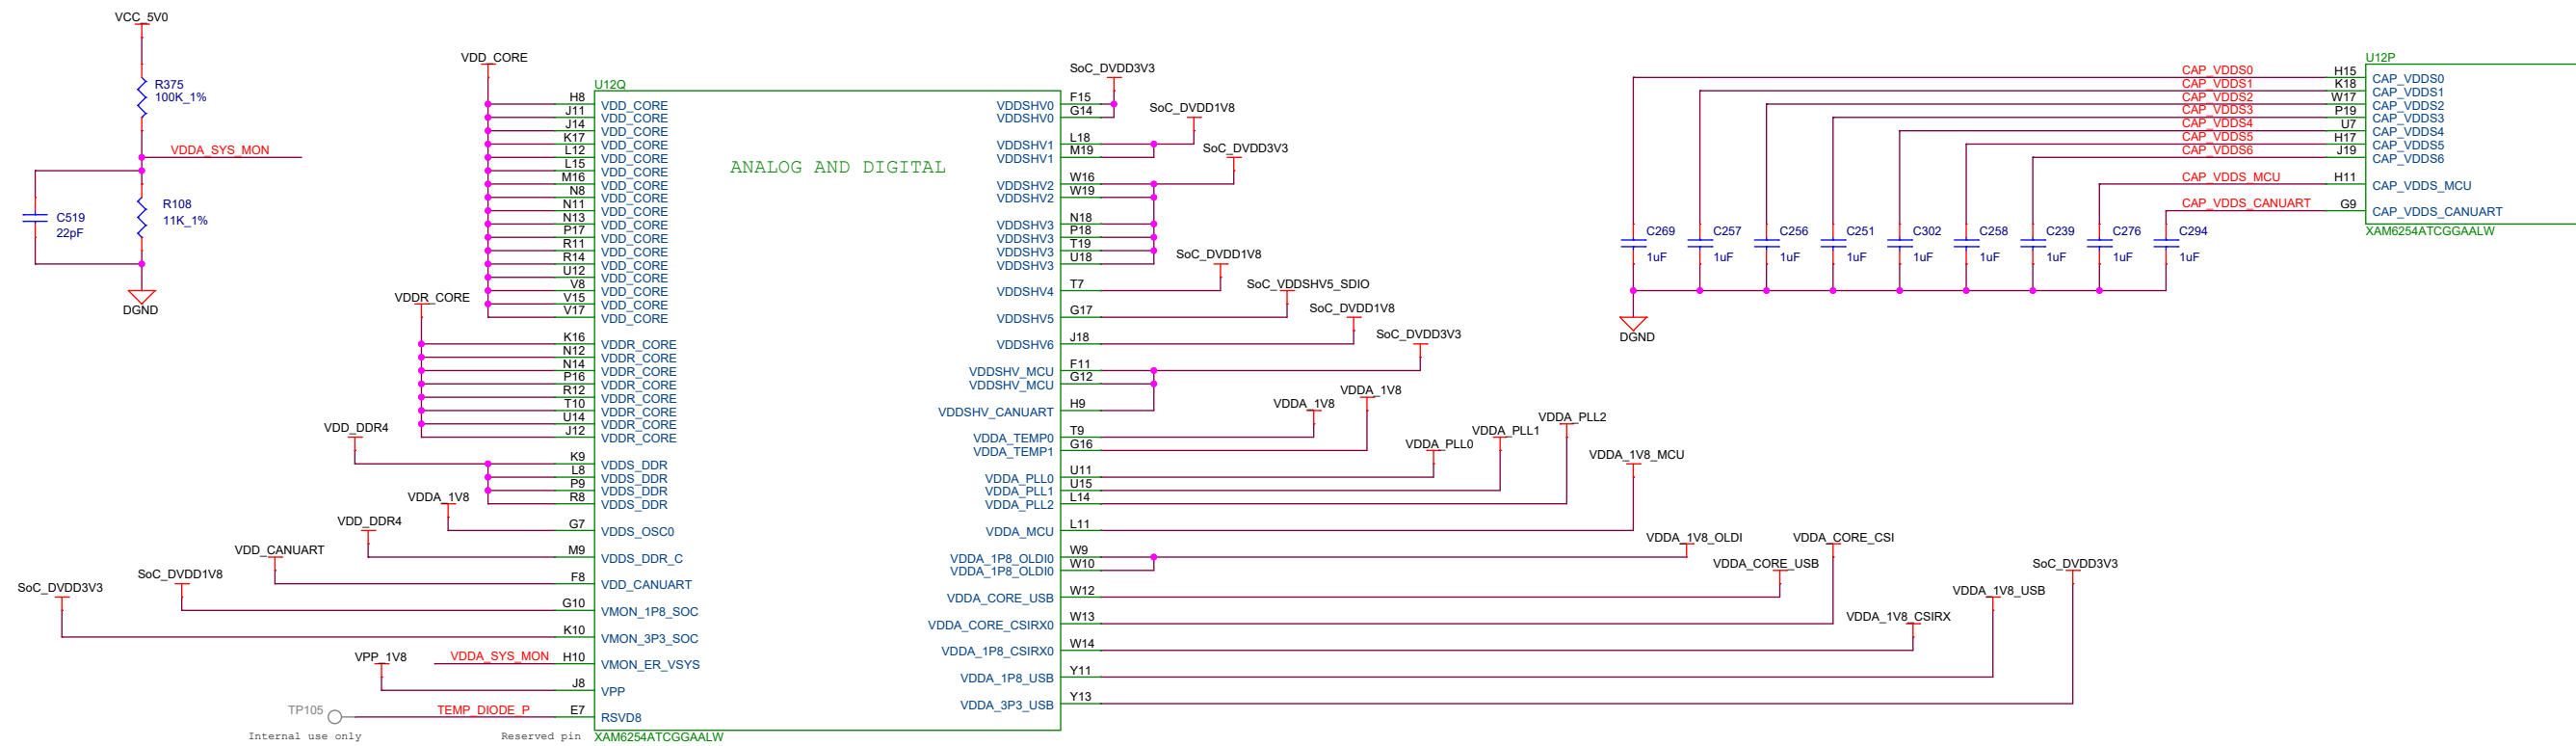 VCC_5V0
R375
100K_1%
VDDA_SYS_MON
R108
11K_1%
C519
22pF
DGND
VDD_CORE
VDDR_CORE
VDD_DDR4
VDDA_1V8
VDD_DDR4
VDD_CANUART
SoC_DVDD1V8
SoC_DVDD3V3
VPP_1V8
VDDA_SYS_MON
TP105
TEMP_DIODE_P
Internal use only
Reserved pin
U12Q
ANALOG AND DIGITAL
H8 VDD_CORE
J11 VDD_CORE
J14 VDD_CORE
K17 VDD_CORE
L12 VDD_CORE
L15 VDD_CORE
M16 VDD_CORE
N8 VDD_CORE
N11 VDD_CORE
N13 VDD_CORE
P17 VDD_CORE
R11 VDD_CORE
R14 VDD_CORE
U12 VDD_CORE
V8 VDD_CORE
V15 VDD_CORE
V17 VDD_CORE
K16 VDDR_CORE
N12 VDDR_CORE
N14 VDDR_CORE
P16 VDDR_CORE
R12 VDDR_CORE
T10 VDDR_CORE
U14 VDDR_CORE
J12 VDDR_CORE
K9 VDDS_DDR
L8 VDDS_DDR
P9 VDDS_DDR
R8 VDDS_DDR
G7 VDDS_OSC0
M9 VDDS_DDR_C
F8 VDD_CANUART
G10 VMON_1P8_SOC
K10 VMON_3P3_SOC
H10 VMON_ER_VSYS
J8 VPP
E7 RSVD8
XAM6254ATCGGAALW
VDDSHV0 F15
VDDSHV0 G14
VDDSHV1 L18
VDDSHV1 M19
VDDSHV2 W16
VDDSHV2 W19
VDDSHV3 N18
VDDSHV3 P18
VDDSHV3 T19
VDDSHV3 U18
VDDSHV4 T7
VDDSHV5 G17
VDDSHV6 J18
VDDSHV_MCU F11
VDDSHV_MCU G12
VDDSHV_CANUART H9
VDDA_TEMP0 T9
VDDA_TEMP1 G16
VDDA_PLL0 U11
VDDA_PLL1 U15
VDDA_PLL2 L14
VDDA_MCU L11
VDDA_1P8_OLDI0 W9
VDDA_1P8_OLDI0 W10
VDDA_CORE_USB W12
VDDA_CORE_CSIRX0 W13
VDDA_1P8_CSIRX0 W14
VDDA_1P8_USB Y11
VDDA_3P3_USB Y13
SoC_DVDD3V3
SoC_DVDD1V8
SoC_DVDD3V3
SoC_DVDD1V8
SoC_VDDSHV5_SDIO
SoC_DVDD1V8
SoC_DVDD3V3
VDDA_1V8
VDDA_1V8
VDDA_PLL0
VDDA_PLL1
VDDA_PLL2
VDDA_1V8_MCU
VDDA_1V8_OLDI
VDDA_CORE_USB
VDDA_CORE_CSI
VDDA_1V8_CSIRX
VDDA_1V8_USB
SoC_DVDD3V3
U12P
CAP_VDDS0 H15 CAP_VDDS0
CAP_VDDS1 K18 CAP_VDDS1
CAP_VDDS2 W17 CAP_VDDS2
CAP_VDDS3 P19 CAP_VDDS3
CAP_VDDS4 U7 CAP_VDDS4
CAP_VDDS5 H17 CAP_VDDS5
CAP_VDDS6 J19 CAP_VDDS6
CAP_VDDS_MCU H11 CAP_VDDS_MCU
CAP_VDDS_CANUART G9 CAP_VDDS_CANUART
XAM6254ATCGGAALW
C269 C257 C256 C251 C302 C258 C239 C276 C294
1uF 1uF 1uF 1uF 1uF 1uF 1uF 1uF 1uF
DGND